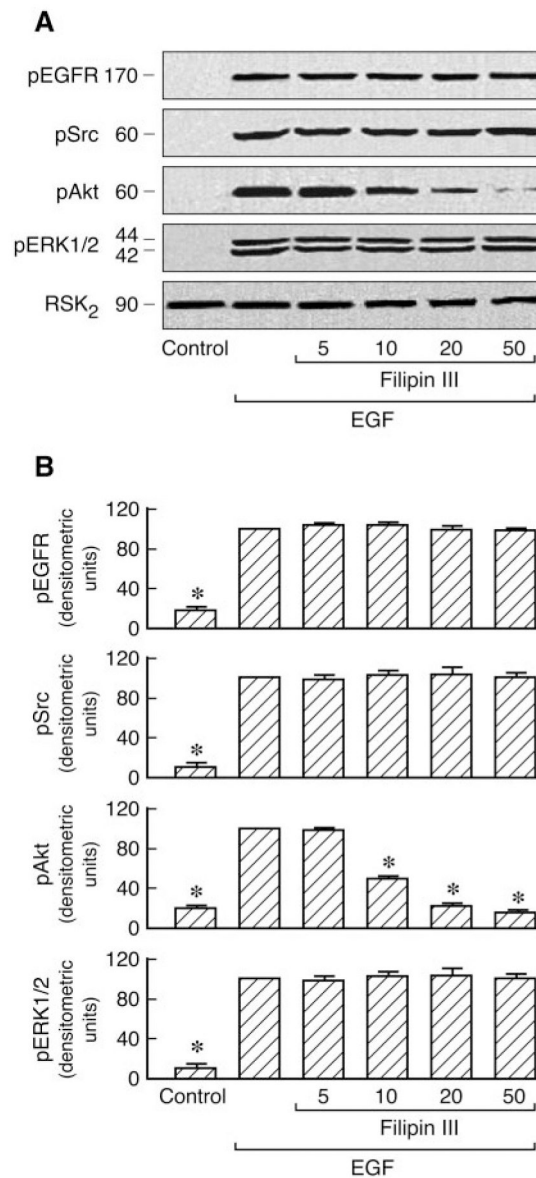 A
pEGFR 170
pSrc 60
pAkt 60
pERK1/2 44
42
RSK2 90
Control 5 10 20 50
Filipin III
EGF
B
pEGFR
(densitometric
units)
120
80
40
0
*
pSrc
(densitometric
units)
120
80
40
0
*
pAkt
(densitometric
units)
120
80
40
0
* * * *
pERK1/2
(densitometric
units)
120
80
40
0
*
Control 5 10 20 50
Filipin III
EGF